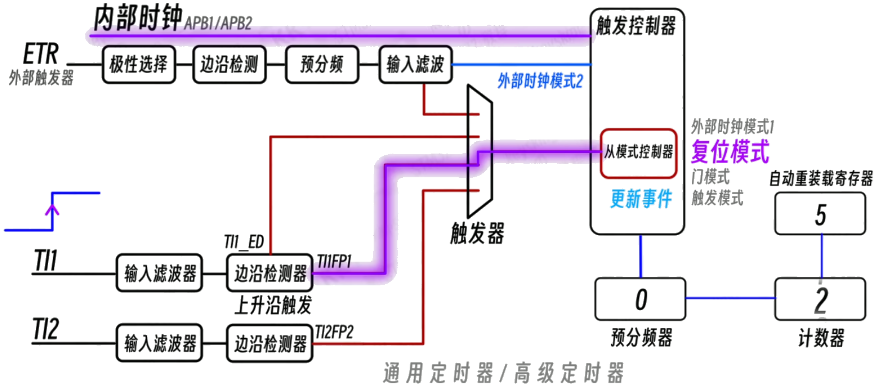 内部时钟 APB1/APB2
ETR
外部触发器
极性选择
边沿检测
预分频
输入滤波
外部时钟模式2
触发控制器
从模式控制器
更新事件
外部时钟模式1
复位模式
门模式
触发模式
自动重装载寄存器
5
触发器
TI1
输入滤波器
TI1_ED
边沿检测器
TI1FP1
上升沿触发
TI2
输入滤波器
边沿检测器
TI2FP2
0
预分频器
2
计数器
通用定时器/高级定时器